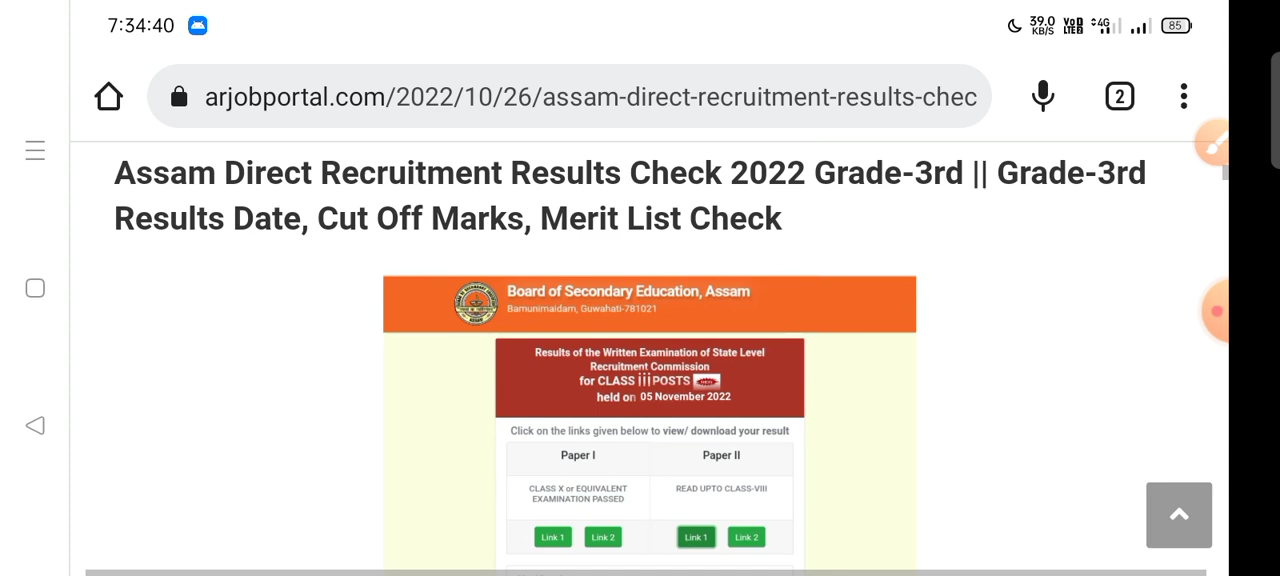 7:34:40
39.0 KB/S VoD LTE2 4G 85
arjobportal.com/2022/10/26/assam-direct-recruitment-results-chec
2
Assam Direct Recruitment Results Check 2022 Grade-3rd || Grade-3rd
Results Date, Cut Off Marks, Merit List Check
Board of Secondary Education, Assam
Bamunimaidam, Guwahati-781021
Results of the Written Examination of State Level
Recruitment Commission
for CLASS iii POSTS
held on 05 November 2022
Click on the links given below to view/ download your result
Paper I Paper II
CLASS X or EQUIVALENT READ UPTO CLASS-VIII
EXAMINATION PASSED
Link 1 Link 2 Link 1 Link 2